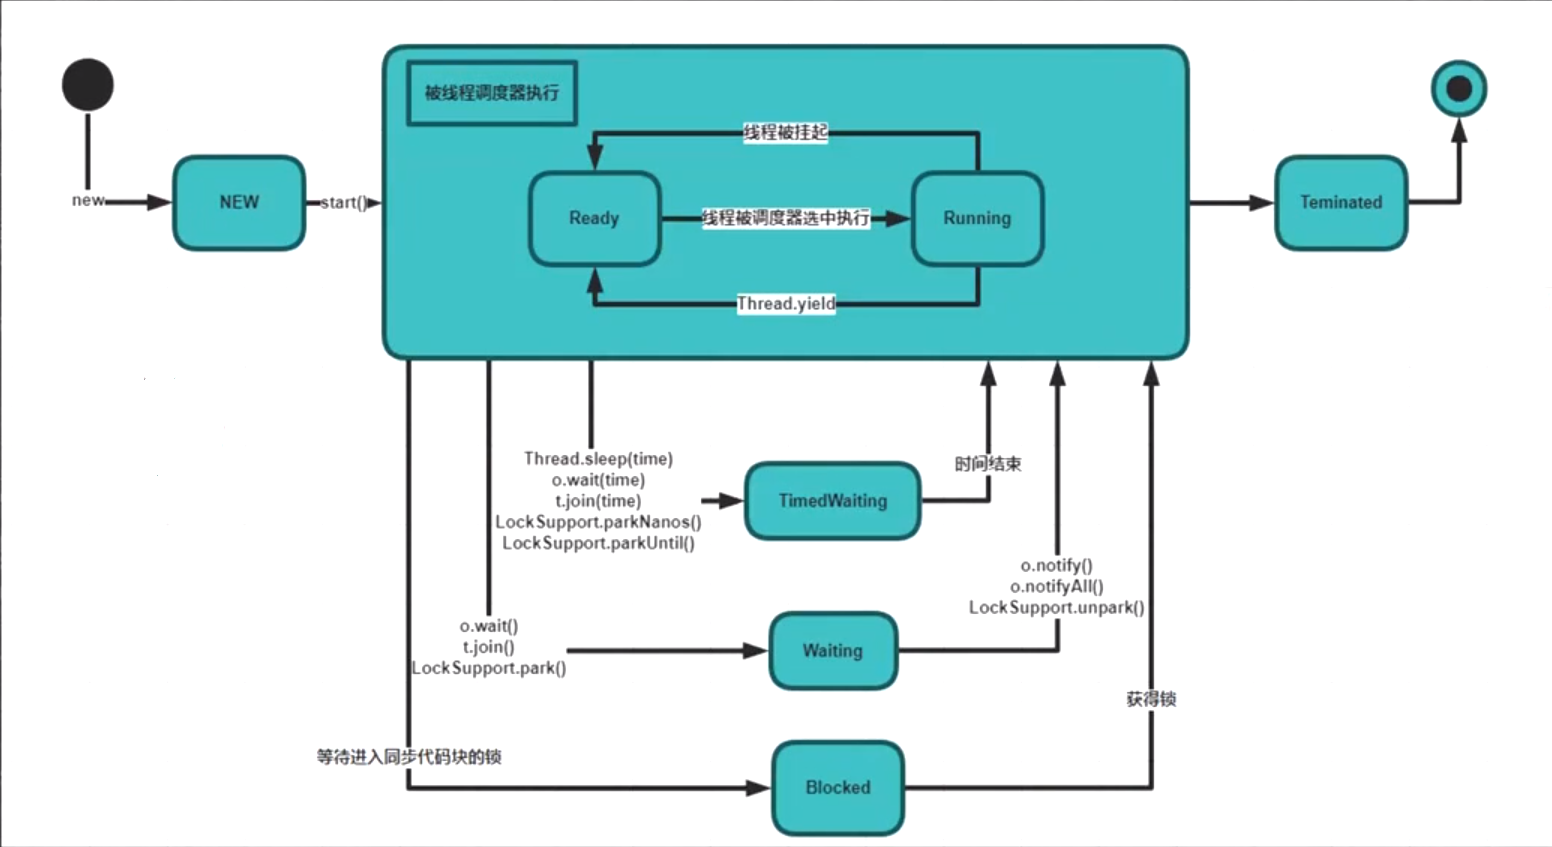 被线程调度器执行
线程被挂起
new
NEW
start()
Ready
线程被调度器选中执行
Running
Teminated
Thread.yield
Thread.sleep(time)
o.wait(time)
t.join(time)
LockSupport.parkNanos()
LockSupport.parkUntil()
TimedWaiting
时间结束
o.notify()
o.notifyAll()
LockSupport.unpark()
o.wait()
t.join()
LockSupport.park()
Waiting
获得锁
等待进入同步代码块的锁
Blocked